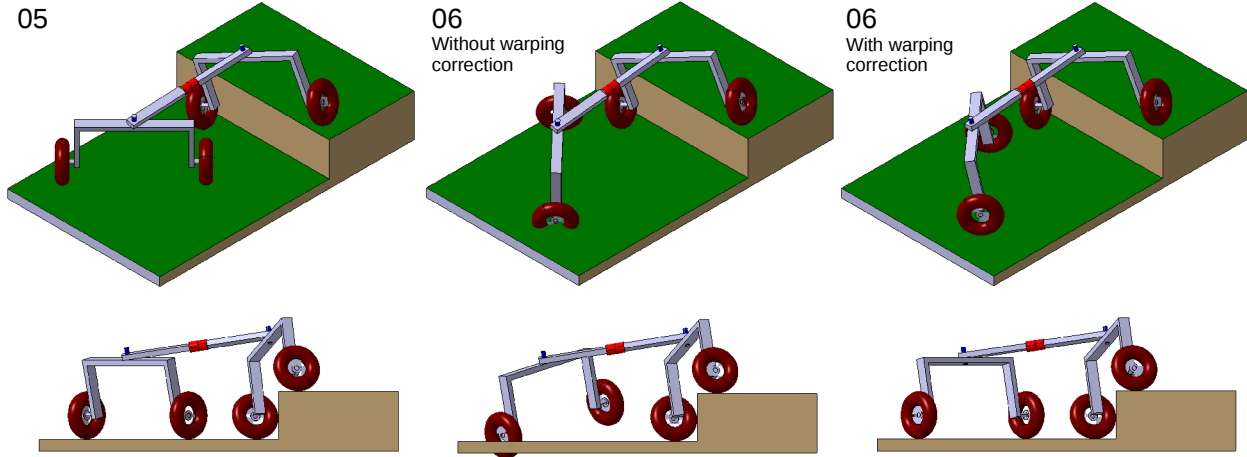 05
06
Without warping
correction
06
With warping
correction